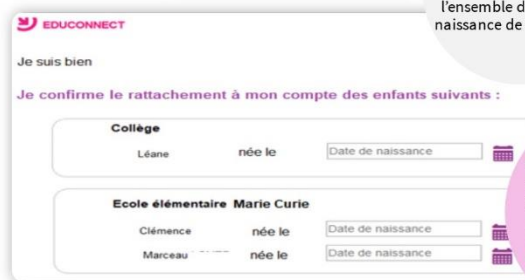 l'ensemble d
naissance de
EDUCONNECT
Je suis bien
Je confirme le rattachement à mon compte des enfants suivants :
Collège
Léane née le Date de naissance
Ecole élémentaire Marie Curie
Clémence née le Date de naissance
Marceau née le Date de naissance